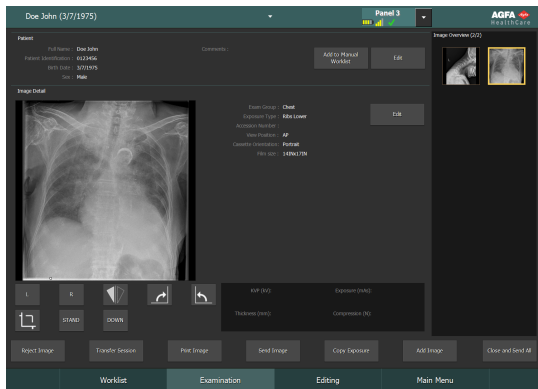 Doe John (3/7/1975)
Panel 3
AGFA
HealthCare
Patient
Full Name : Doe John
Comments :
Patient Identification : 0123456
Birth Date : 3/7/1975
Sex : Male
Add to Manual
Worklist
Edit
Image Overview (2/2)
Image Detail
Exam Group : Chest
Exposure Type : Ribs Lower
Accession Number :
View Position : AP
Cassette Orientation : Portrait
Film size : 14INx17IN
Edit
L
R
STAND
DOWN
KVP (kV):
Exposure (mAs):
Thickness (mm):
Compressive (N):
Reject Image
Transfer Session
Print Image
Send Image
Copy Exposure
Add Image
Close and Send All
Worklist
Examination
Editing
Main Menu